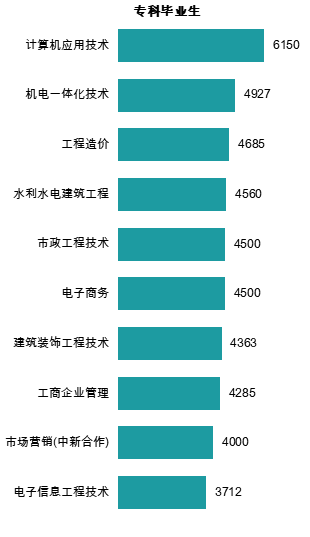 专科毕业生
计算机应用技术 6150
机电一体化技术 4927
工程造价 4685
水利水电建筑工程 4560
市政工程技术 4500
电子商务 4500
建筑装饰工程技术 4363
工商企业管理 4285
市场营销(中新合作) 4000
电子信息工程技术 3712